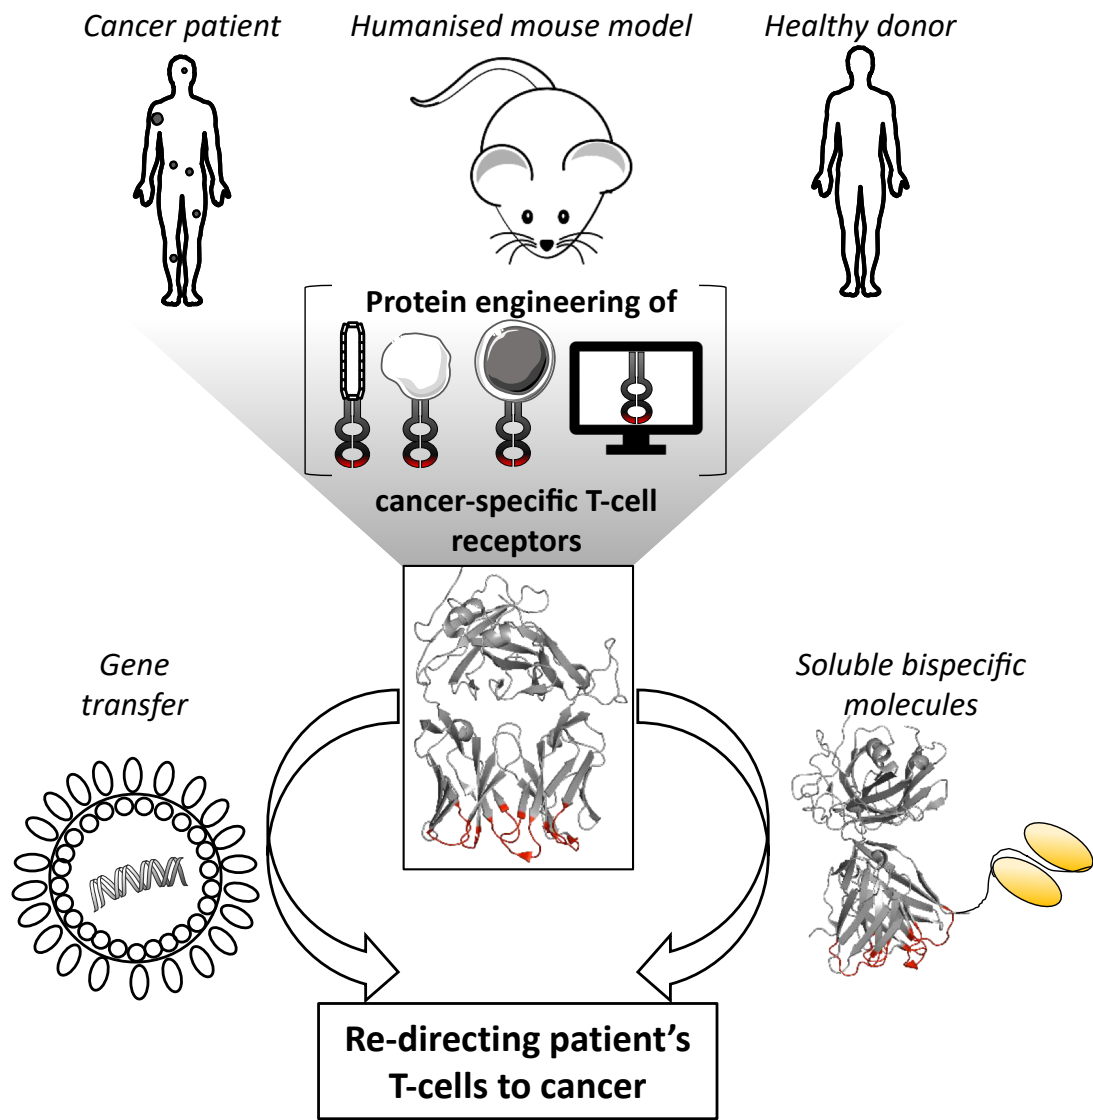 Cancer patient
Humanised mouse model
Healthy donor
Protein engineering of
cancer-specific T-cell
receptors
Gene
transfer
Soluble bispecific
molecules
Re-directing patient's
T-cells to cancer